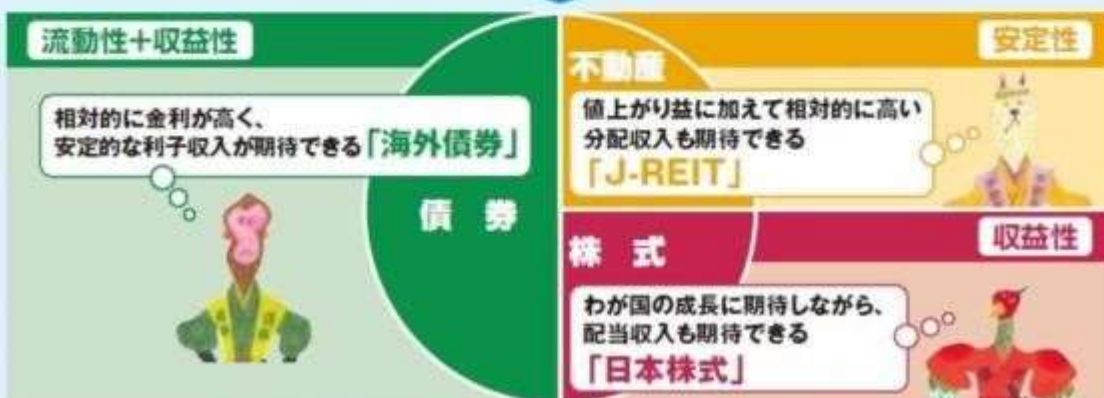 流動性+収益性
相対的に金利が高く、
安定的な利子収入が期待できる「海外債券」
債券
不動産
安定性
値上がり益に加えて相対的に高い
分配収入も期待できる
「J-REIT」
株式
収益性
わが国の成長に期待しながら、
配当収入も期待できる
「日本株式」